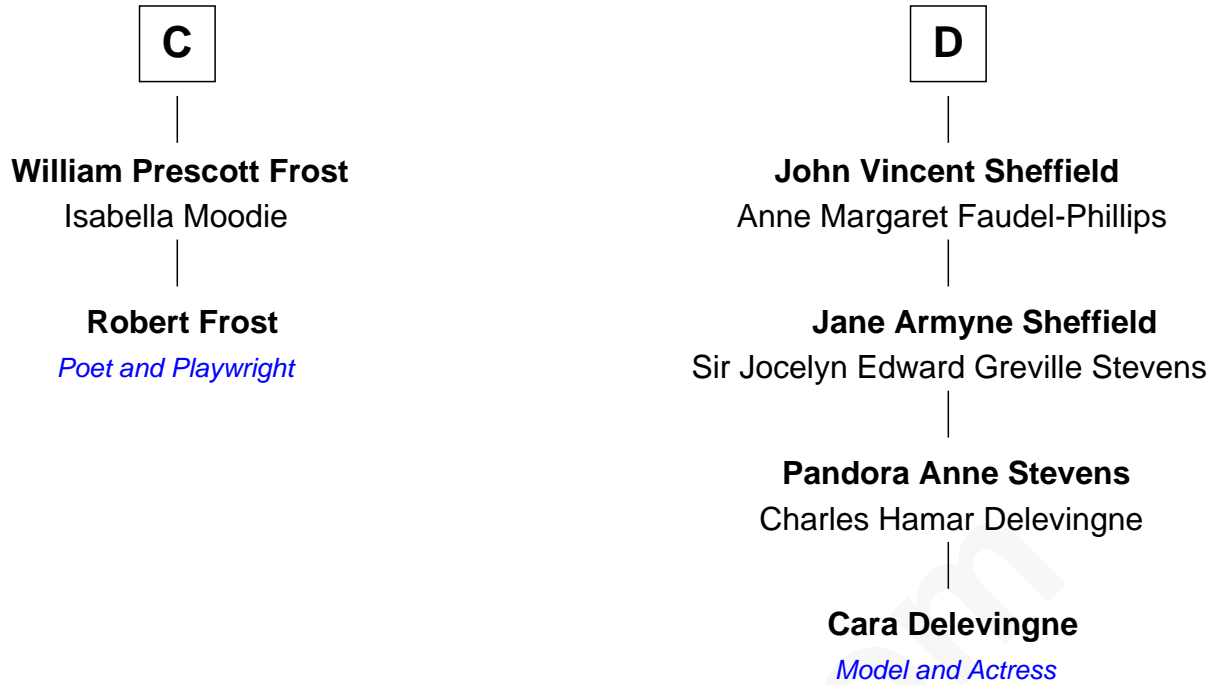 C
William Prescott Frost
Isabella Moodie
Robert Frost
Poet and Playwright
D
John Vincent Sheffield
Anne Margaret Faudel-Phillips
Jane Armyne Sheffield
Sir Jocelyn Edward Greville Stevens
Pandora Anne Stevens
Charles Hamar Delevingne
Cara Delevingne
Model and Actress